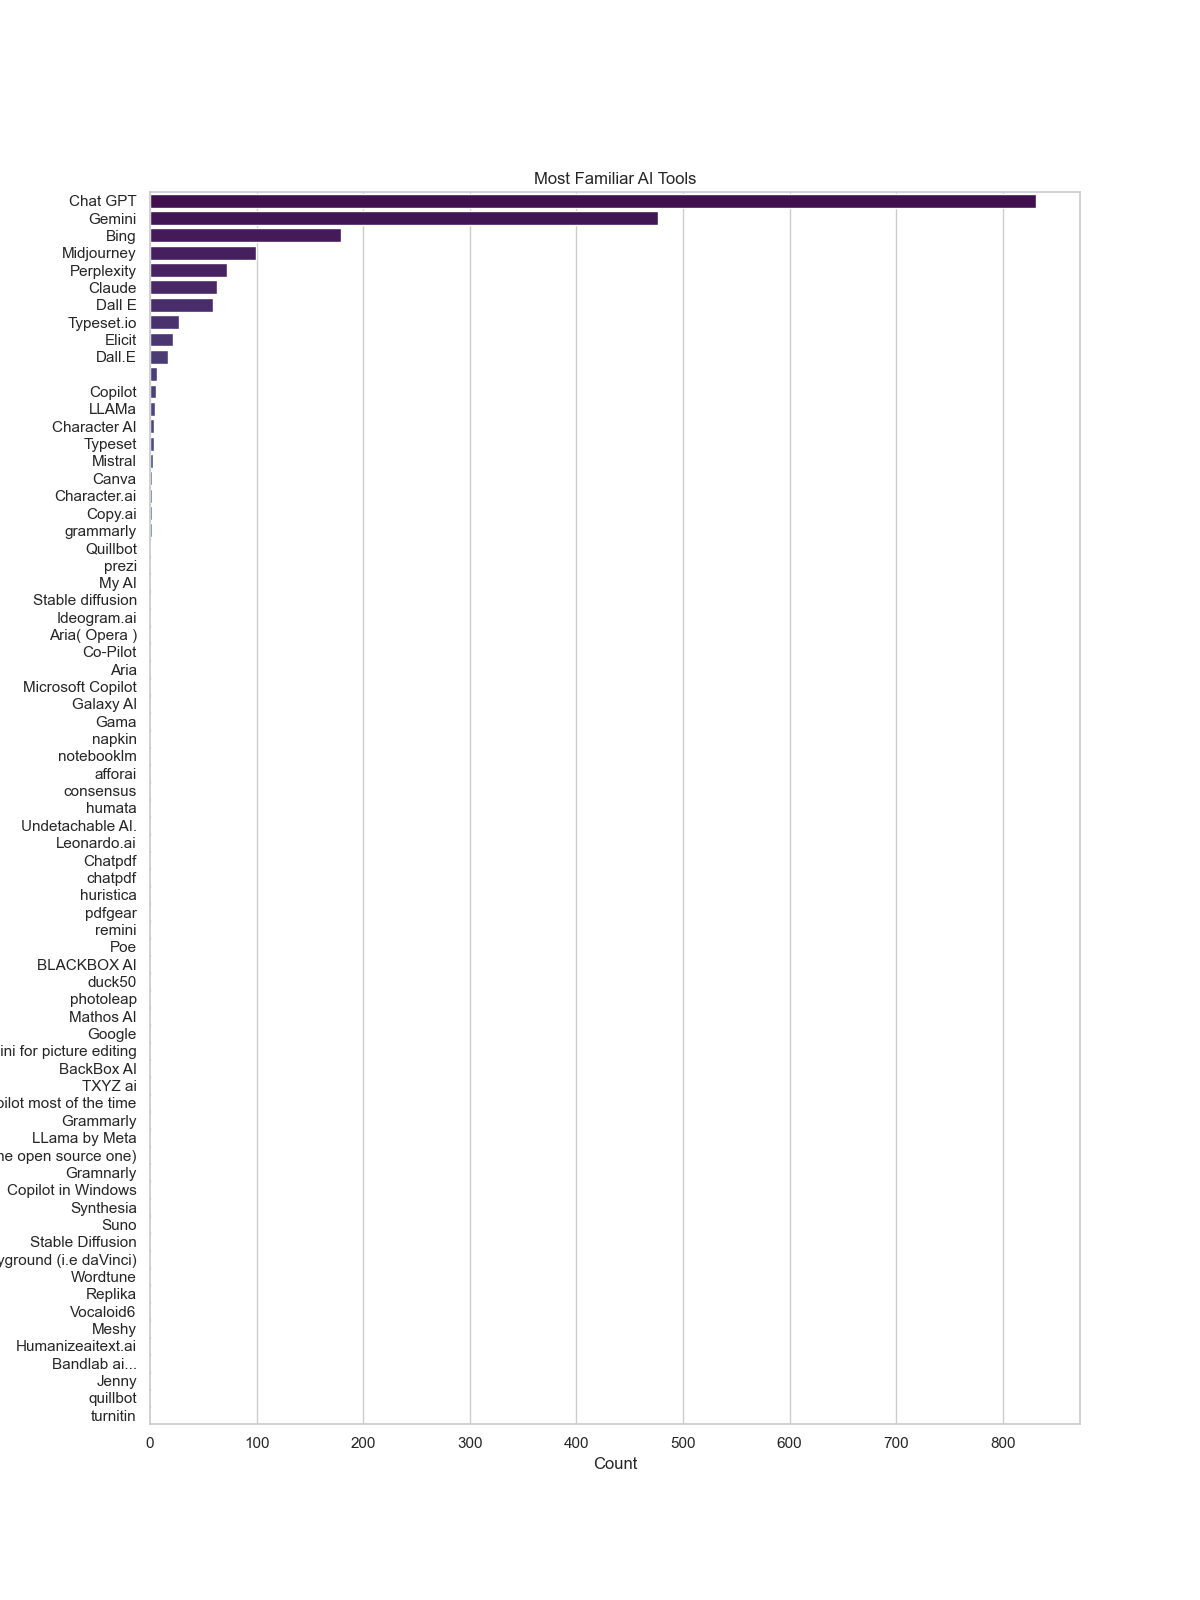 Most Familiar AI Tools
Chat GPT
Gemini
Bing
Midjourney
Perplexity
Claude
Dall E
Typeset.io
Elicit
Dall.E
Copilot
LLAMa
Character AI
Typeset
Mistral
Canva
Character.ai
Copy.ai
grammarly
Quillbot
prezi
My AI
Stable diffusion
Ideogram.ai
Aria( Opera )
Co-Pilot
Aria
Microsoft Copilot
Galaxy AI
Gama
napkin
notebooklm
afforai
consensus
humata
Undetachable AI.
Leonardo.ai
Chatpdf
chatpdf
huristica
pdfgear
remini
Poe
BLACKBOX AI
duck50
photoleap
Mathos AI
Google
ini for picture editing
BackBox AI
TXYZ ai
pilot most of the time
Grammarly
LLama by Meta
ne open source one)
Gramnarly
Copilot in Windows
Synthesia
Suno
Stable Diffusion
yground (i.e daVinci)
Wordtune
Replika
Vocaloid6
Meshy
Humanizeaitext.ai
Bandlab ai...
Jenny
quillbot
turnitin
0 100 200 300 400 500 600 700 800
Count